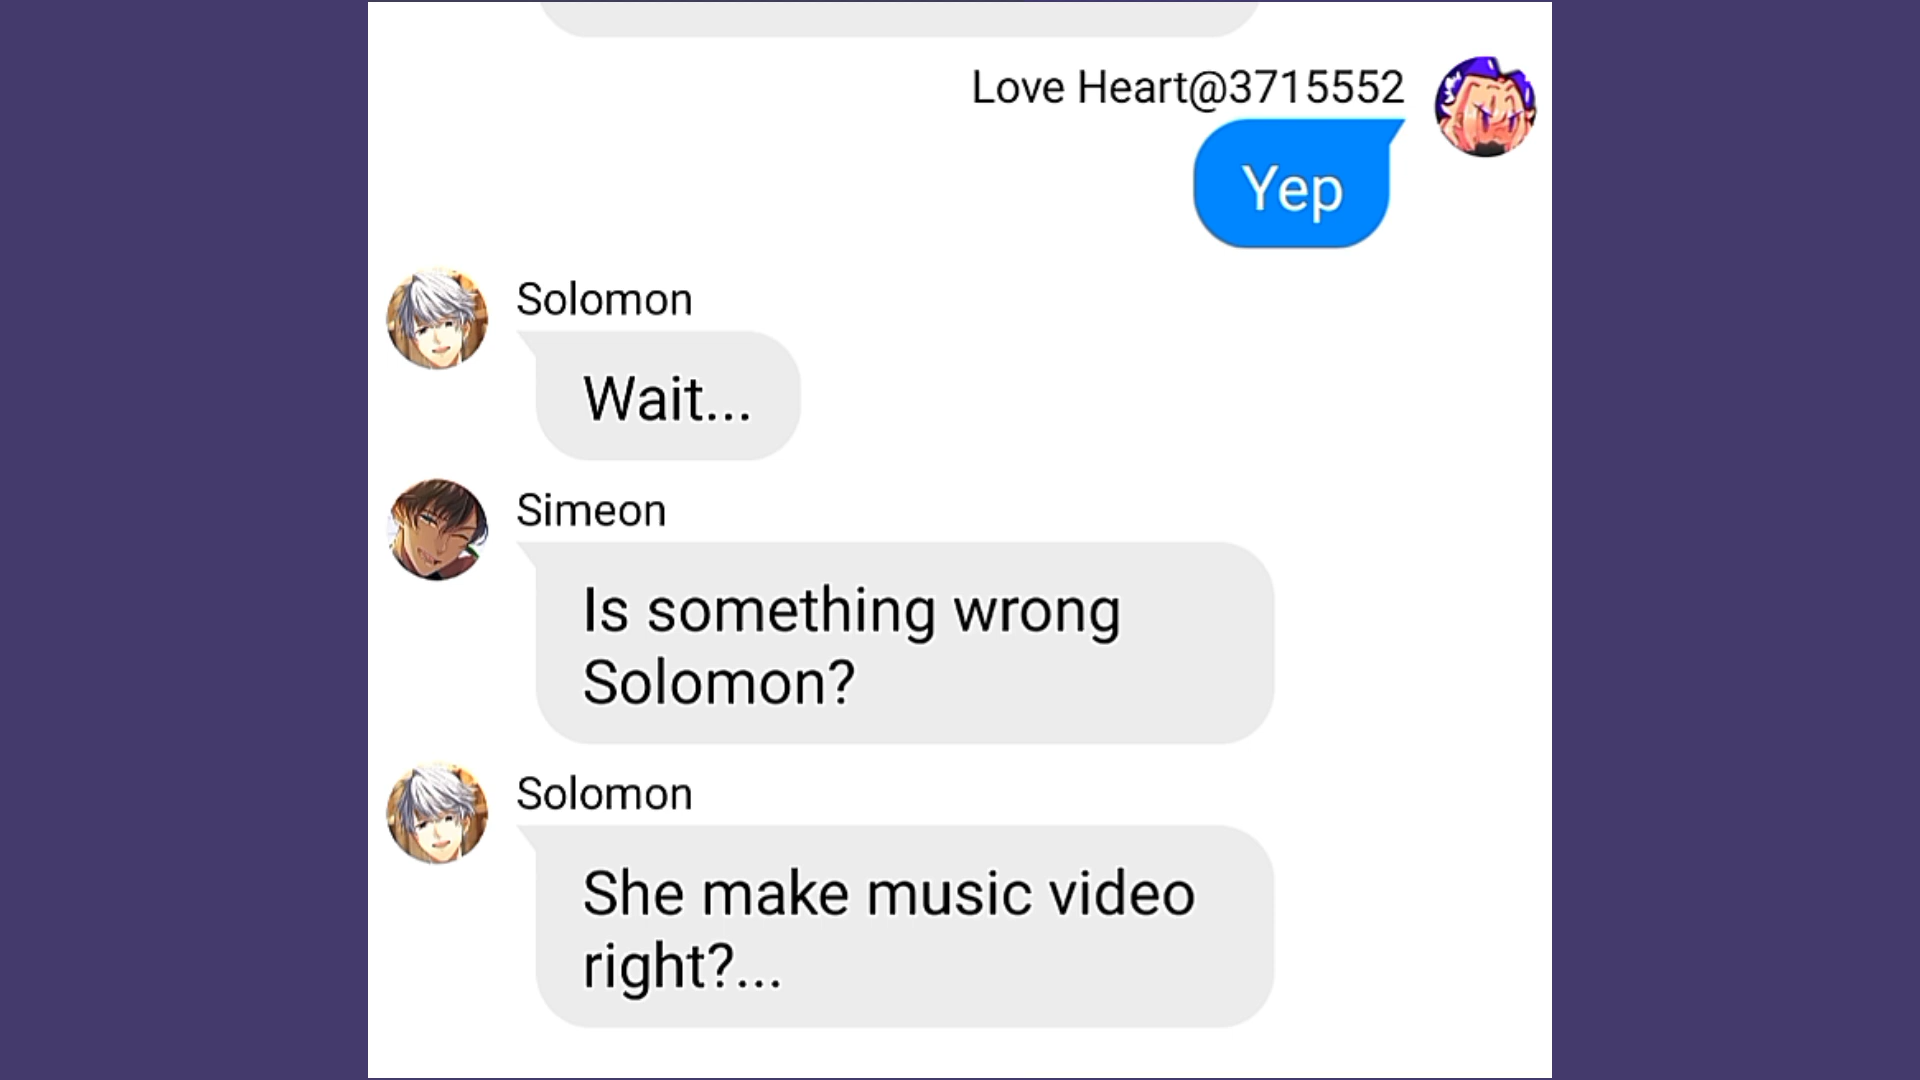 Love Heart@3715552
Yep
Solomon
Wait...
Simeon
Is something wrong
Solomon?
Solomon
She make music video
right?...